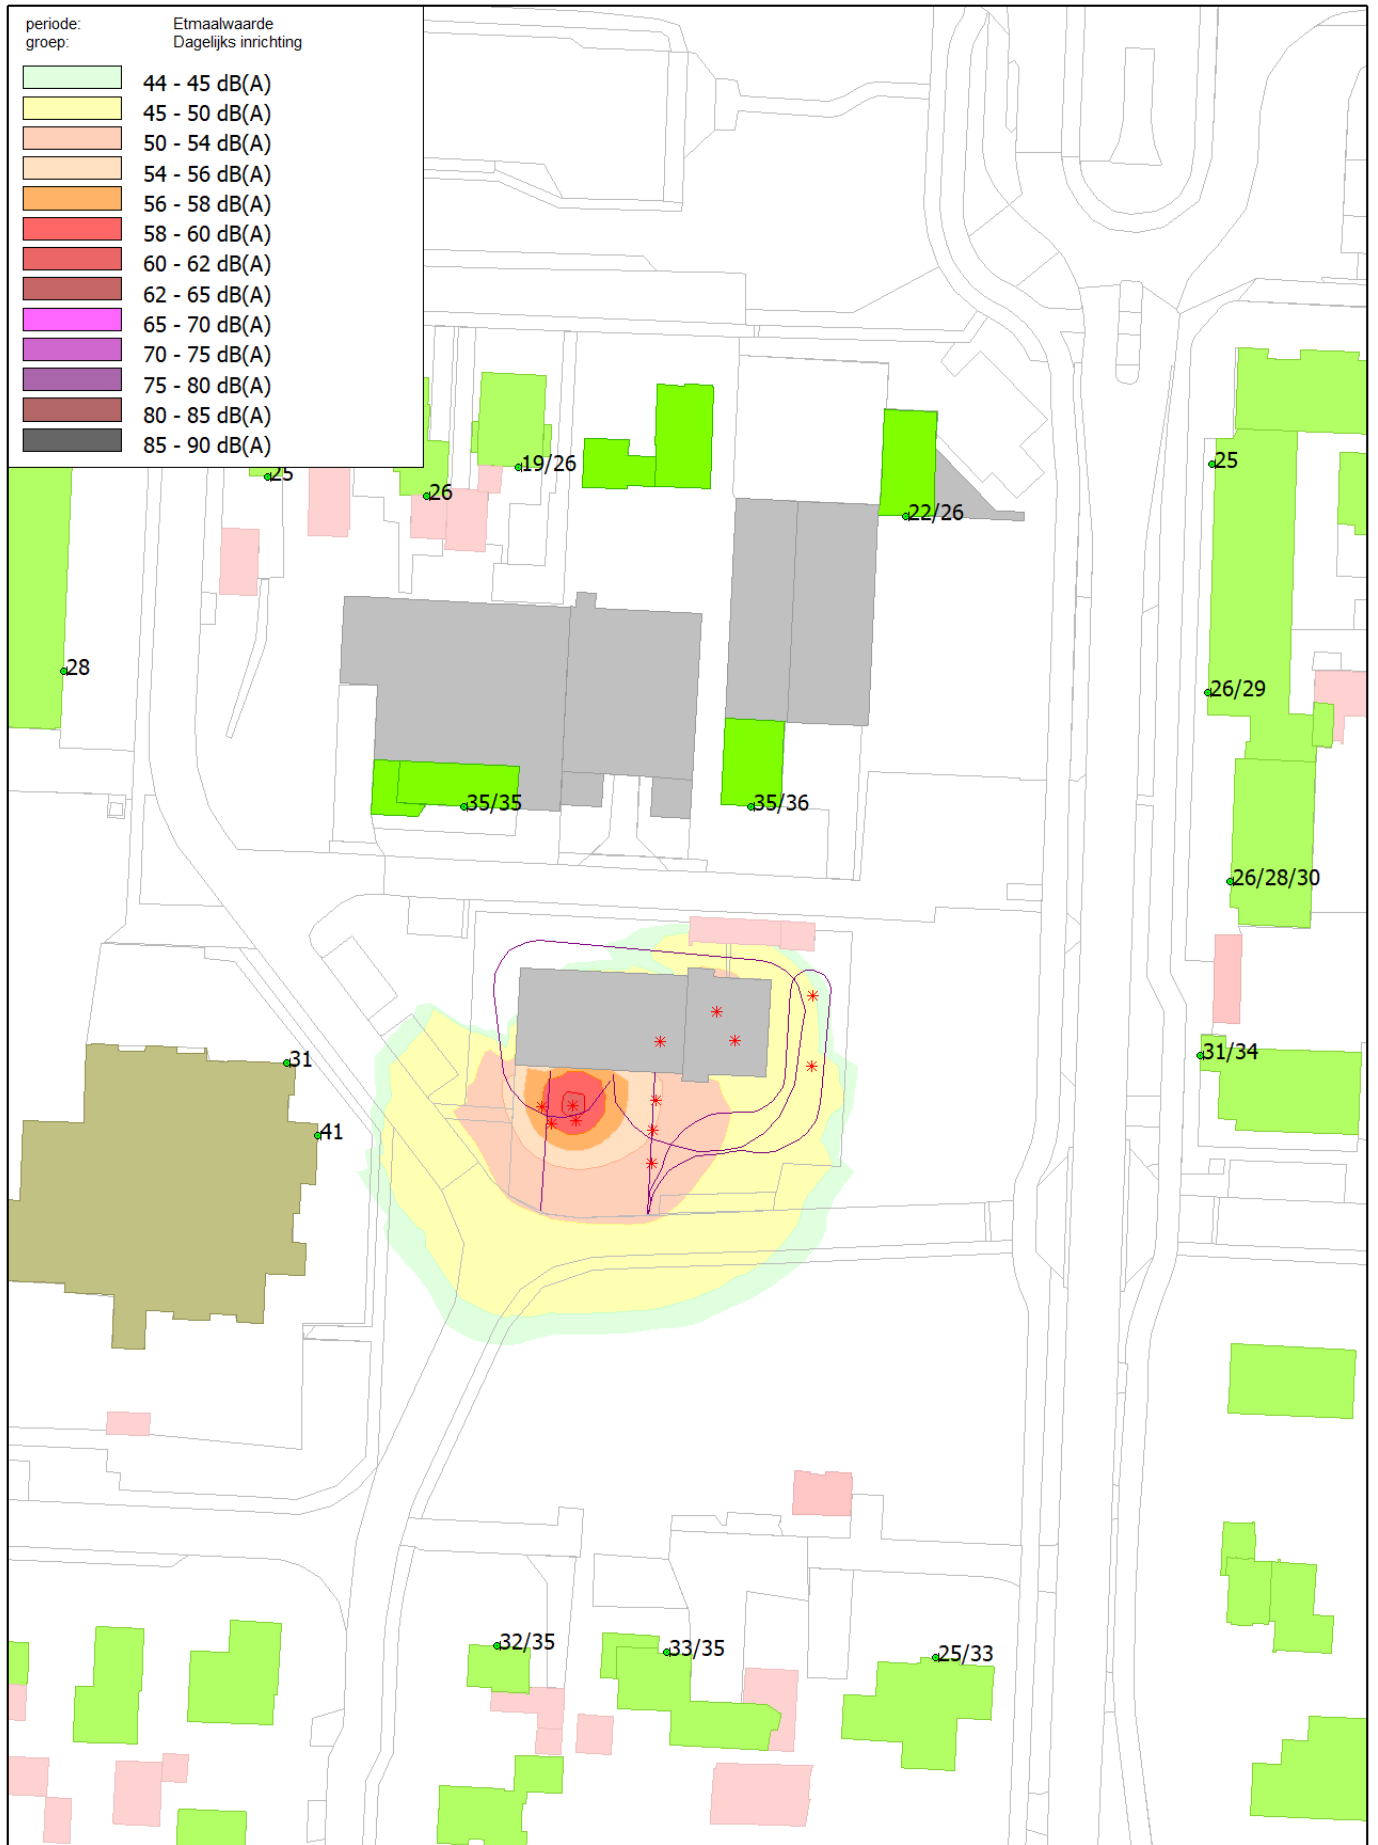 periode: Etmaalwaarde
groep: Dagelijks inrichting
44 - 45 dB(A)
45 - 50 dB(A)
50 - 54 dB(A)
54 - 56 dB(A)
56 - 58 dB(A)
58 - 60 dB(A)
60 - 62 dB(A)
62 - 65 dB(A)
65 - 70 dB(A)
70 - 75 dB(A)
75 - 80 dB(A)
80 - 85 dB(A)
85 - 90 dB(A)
25
26
19/26
22/26
25
28
26/29
35/35
35/36
26/28/30
31
31/34
41
32/35
33/35
25/33